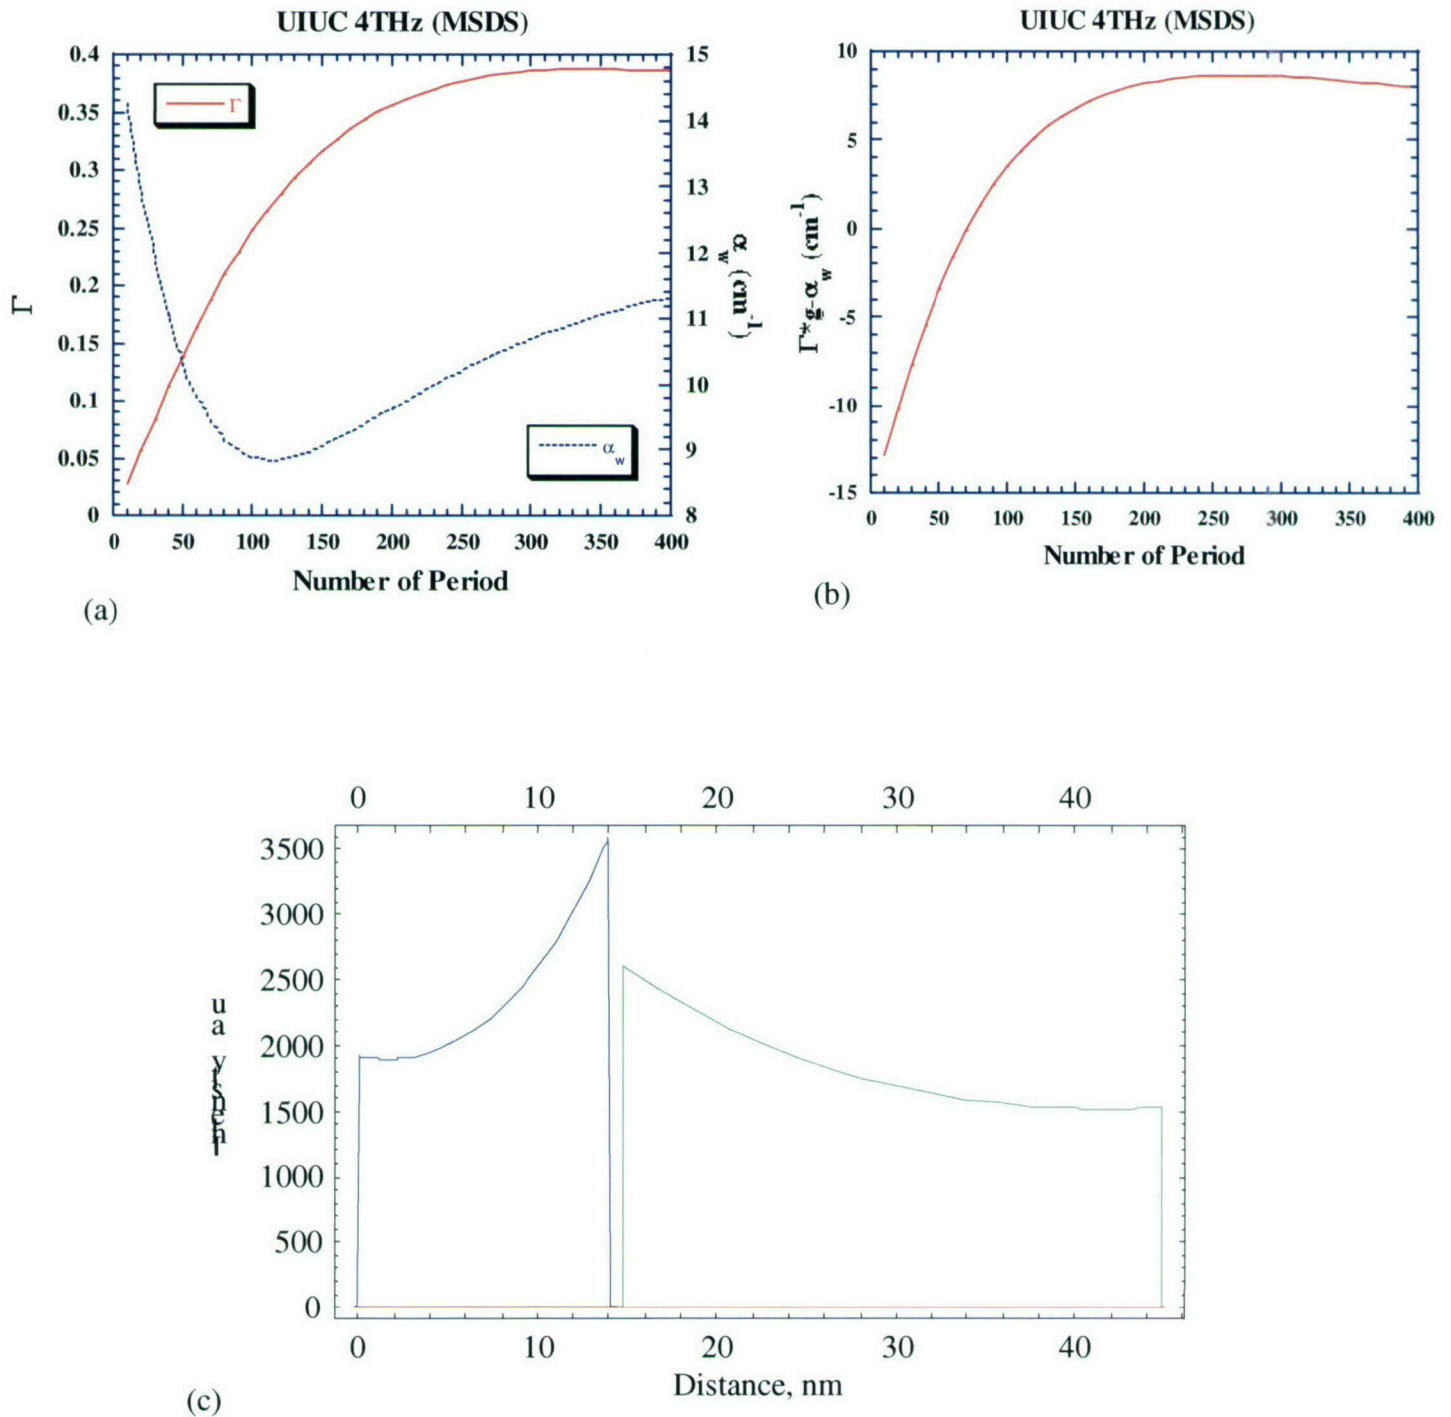 UIUC 4THz (MSDS)
0.4
0.35
0.3
0.25
0.2
0.15
0.1
0.05
0
Γ
Γ
α_w
15
14
13
12
11
10
9
8
α_w (cm^-1)
0 50 100 150 200 250 300 350 400
Number of Period
(a)
UIUC 4THz (MSDS)
10
5
0
-5
-10
-15
Γ*g-α_w (cm^-1)
0 50 100 150 200 250 300 350 400
Number of Period
(b)
0 10 20 30 40
3500
3000
2500
2000
1500
1000
500
0
0 10 20 30 40
Distance, nm
(c)